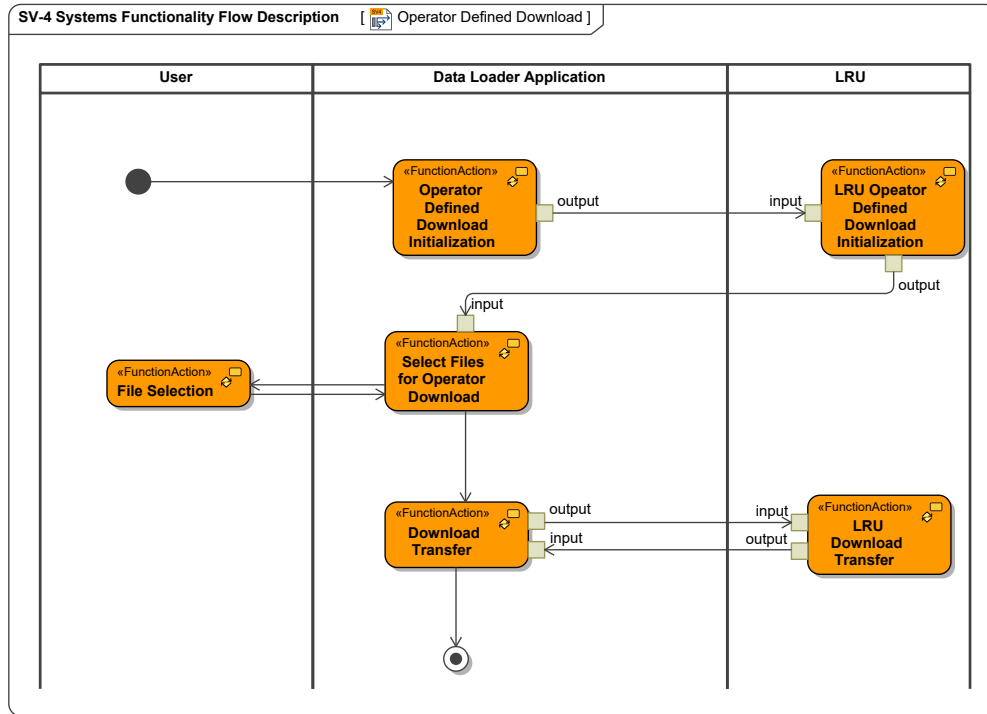 SV-4 Systems Functionality Flow Description [ SV4 Operator Defined Download ]
User
Data Loader Application
LRU
«FunctionAction»
Operator
Defined
Download
Initialization
output
input
«FunctionAction»
LRU Opeator
Defined
Download
Initialization
output
input
«FunctionAction»
File Selection
«FunctionAction»
Select Files
for Operator
Download
«FunctionAction»
Download
Transfer
output
input
input
output
«FunctionAction»
LRU
Download
Transfer